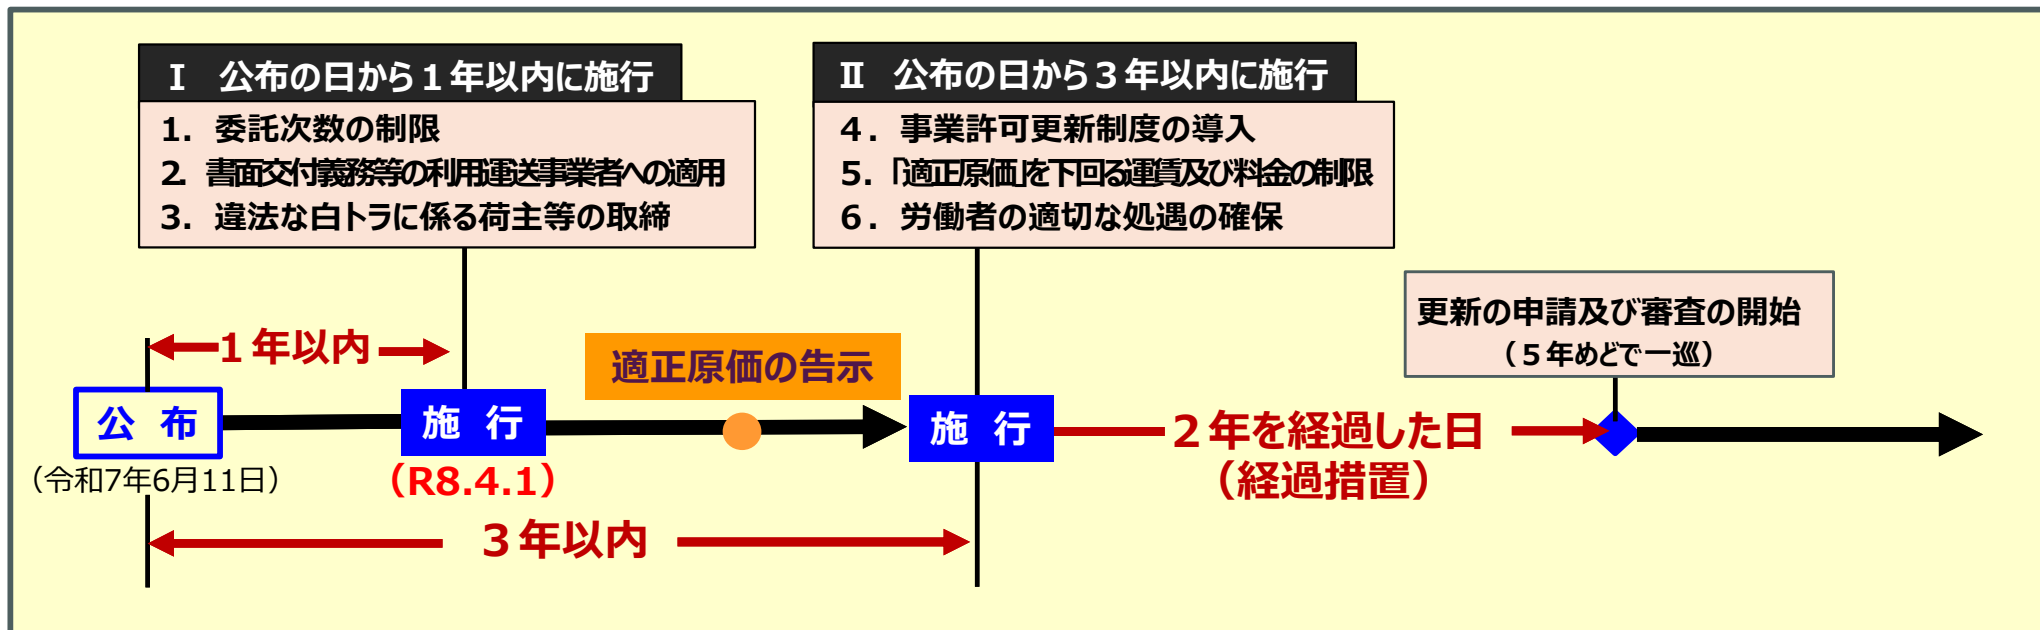 Ⅰ 公布の日から１年以内に施行
1. 委託次数の制限
2. 書面交付義務等の利用運送事業者への適用
3. 違法な白トラに係る荷主等の取締
Ⅱ 公布の日から３年以内に施行
４. 事業許可更新制度の導入
５. 「適正原価」を下回る運賃及び料金の制限
６. 労働者の適切な処遇の確保
更新の申請及び審査の開始
（５年めどで一巡）
１年以内
適正原価の告示
公 布
施 行
施 行
２年を経過した日
（経過措置）
（令和7年6月11日）
（R8.4.1）
３年以内